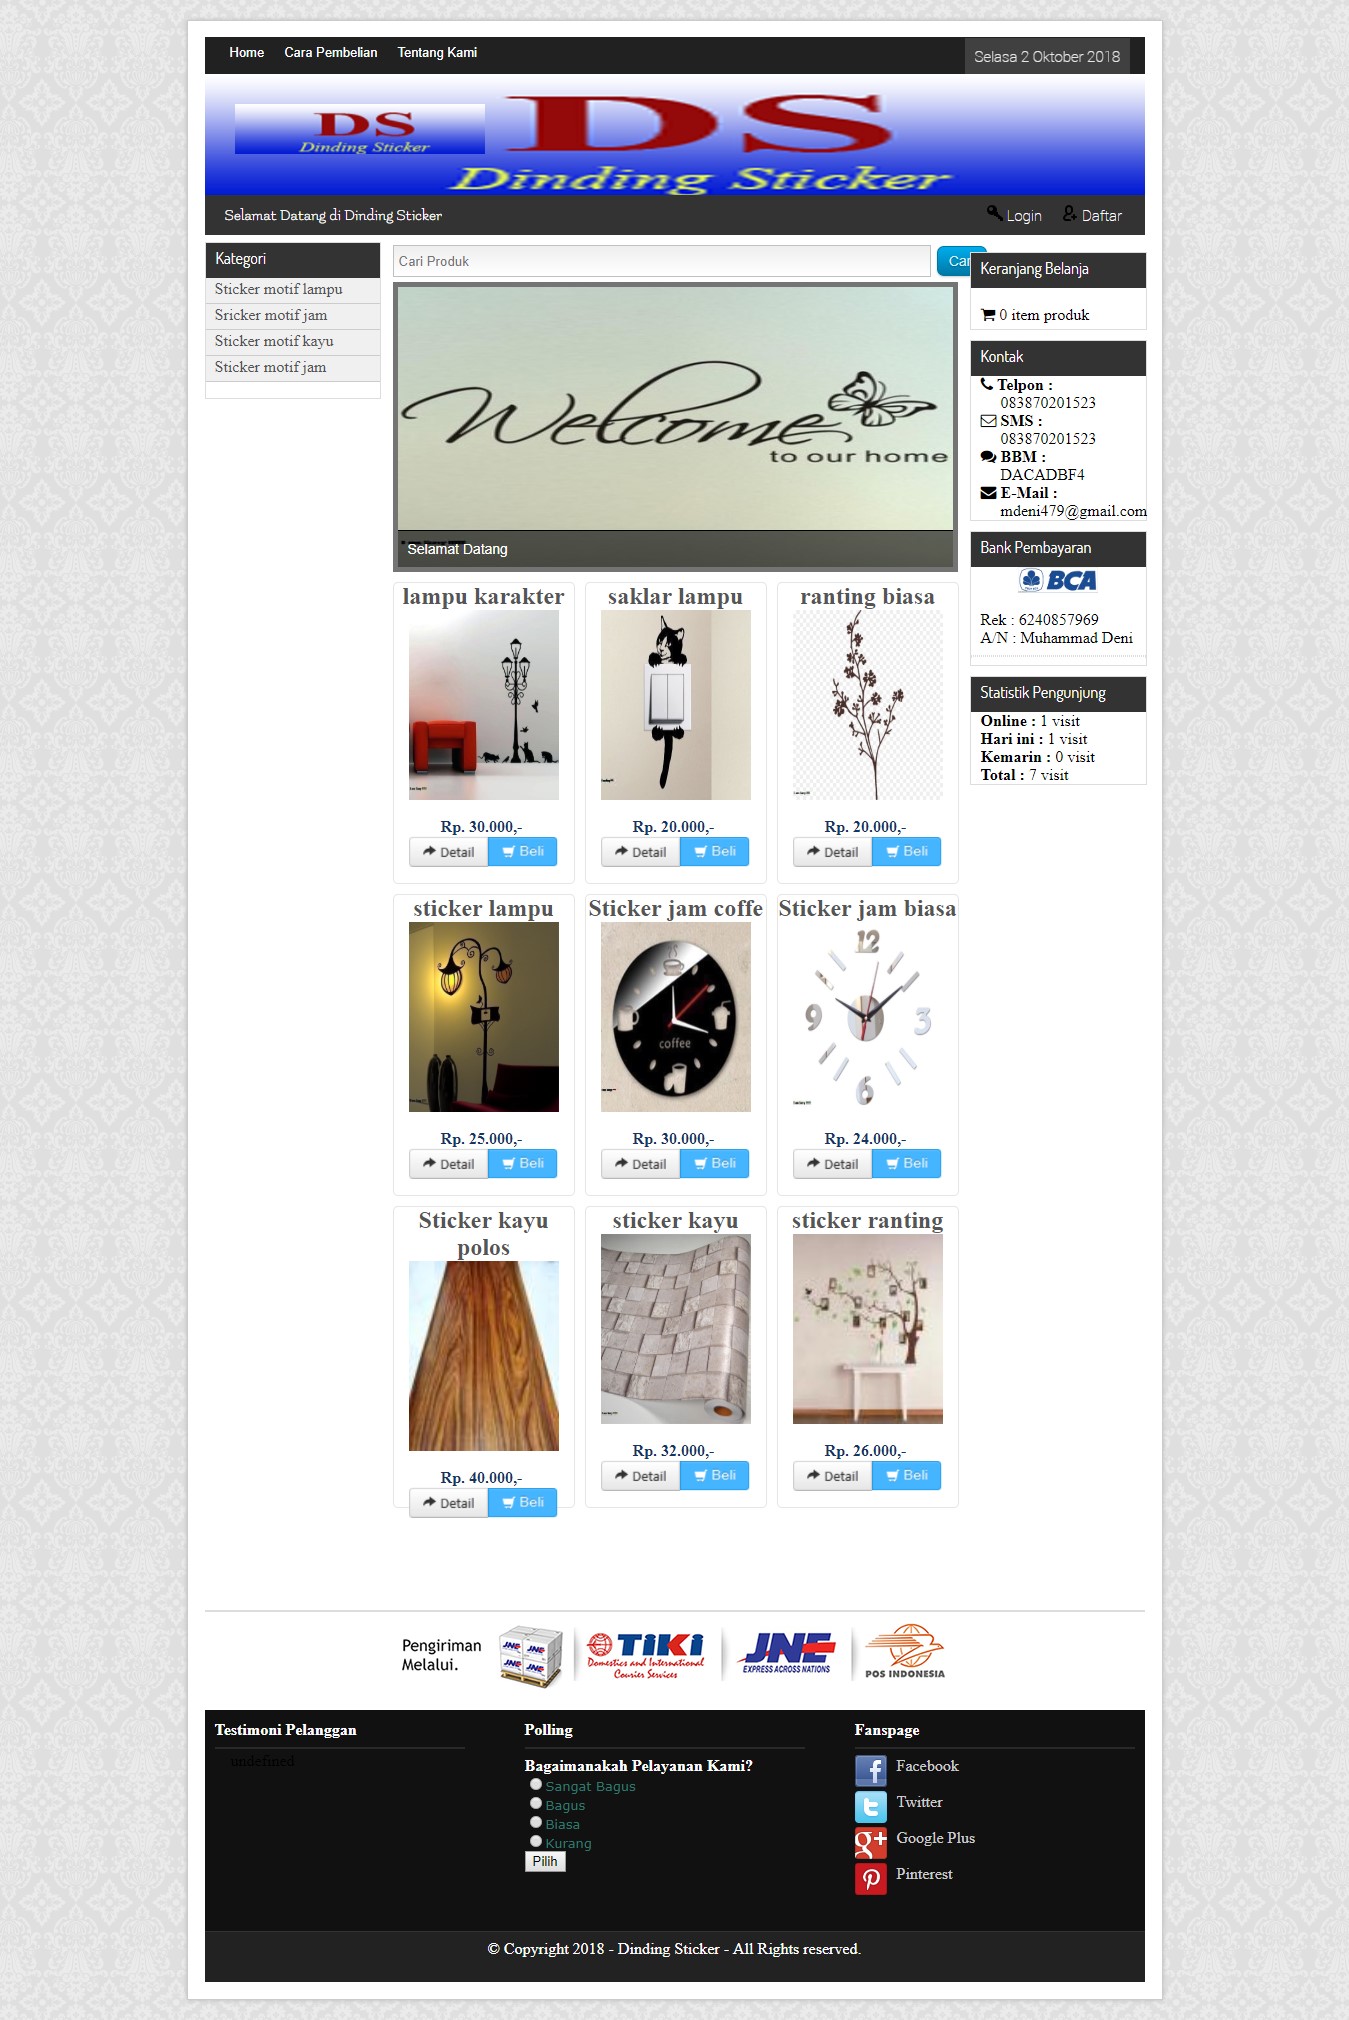 Home Cara Pembelian Tentang Kami
Selasa 2 Oktober 2018
DS
Dinding Sticker
DS
Dinding Sticker
Selamat Datang di Dinding Sticker
Login Daftar
Kategori
Sticker motif lampu
Sricker motif jam
Sticker motif kayu
Sticker motif jam
Cari Produk
Welcome
to our home
Selamat Datang
Keranjang Belanja
0 item produk
Kontak
Telpon :
083870201523
SMS :
083870201523
BBM :
DACADBF4
E-Mail :
mdeni479@gmail.com
Bank Pembayaran
BCA
Rek : 6240857969
A/N : Muhammad Deni
Statistik Pengunjung
Online : 1 visit
Hari ini : 1 visit
Kemarin : 0 visit
Total : 7 visit
lampu karakter
Rp. 30.000,-
Detail Beli
saklar lampu
Rp. 20.000,-
Detail Beli
ranting biasa
Rp. 20.000,-
Detail Beli
sticker lampu
Rp. 25.000,-
Detail Beli
Sticker jam coffe
coffee
Rp. 30.000,-
Detail Beli
Sticker jam biasa
12
9 3
6
Rp. 24.000,-
Detail Beli
Sticker kayu
polos
Rp. 40.000,-
Detail Beli
sticker kayu
Rp. 32.000,-
Detail Beli
sticker ranting
Rp. 26.000,-
Detail Beli
Pengiriman
Melalui.
JNE JNE
JNE JNE
TIKI
Domestics and International
Courier Services
JNE
EXPRESS ACROSS NATIONS
POS INDONESIA
Testimoni Pelanggan
undefined
Polling
Bagaimanakah Pelayanan Kami?
Sangat Bagus
Bagus
Biasa
Kurang
Pilih
Fanspage
Facebook
Twitter
Google Plus
Pinterest
© Copyright 2018 - Dinding Sticker - All Rights reserved.